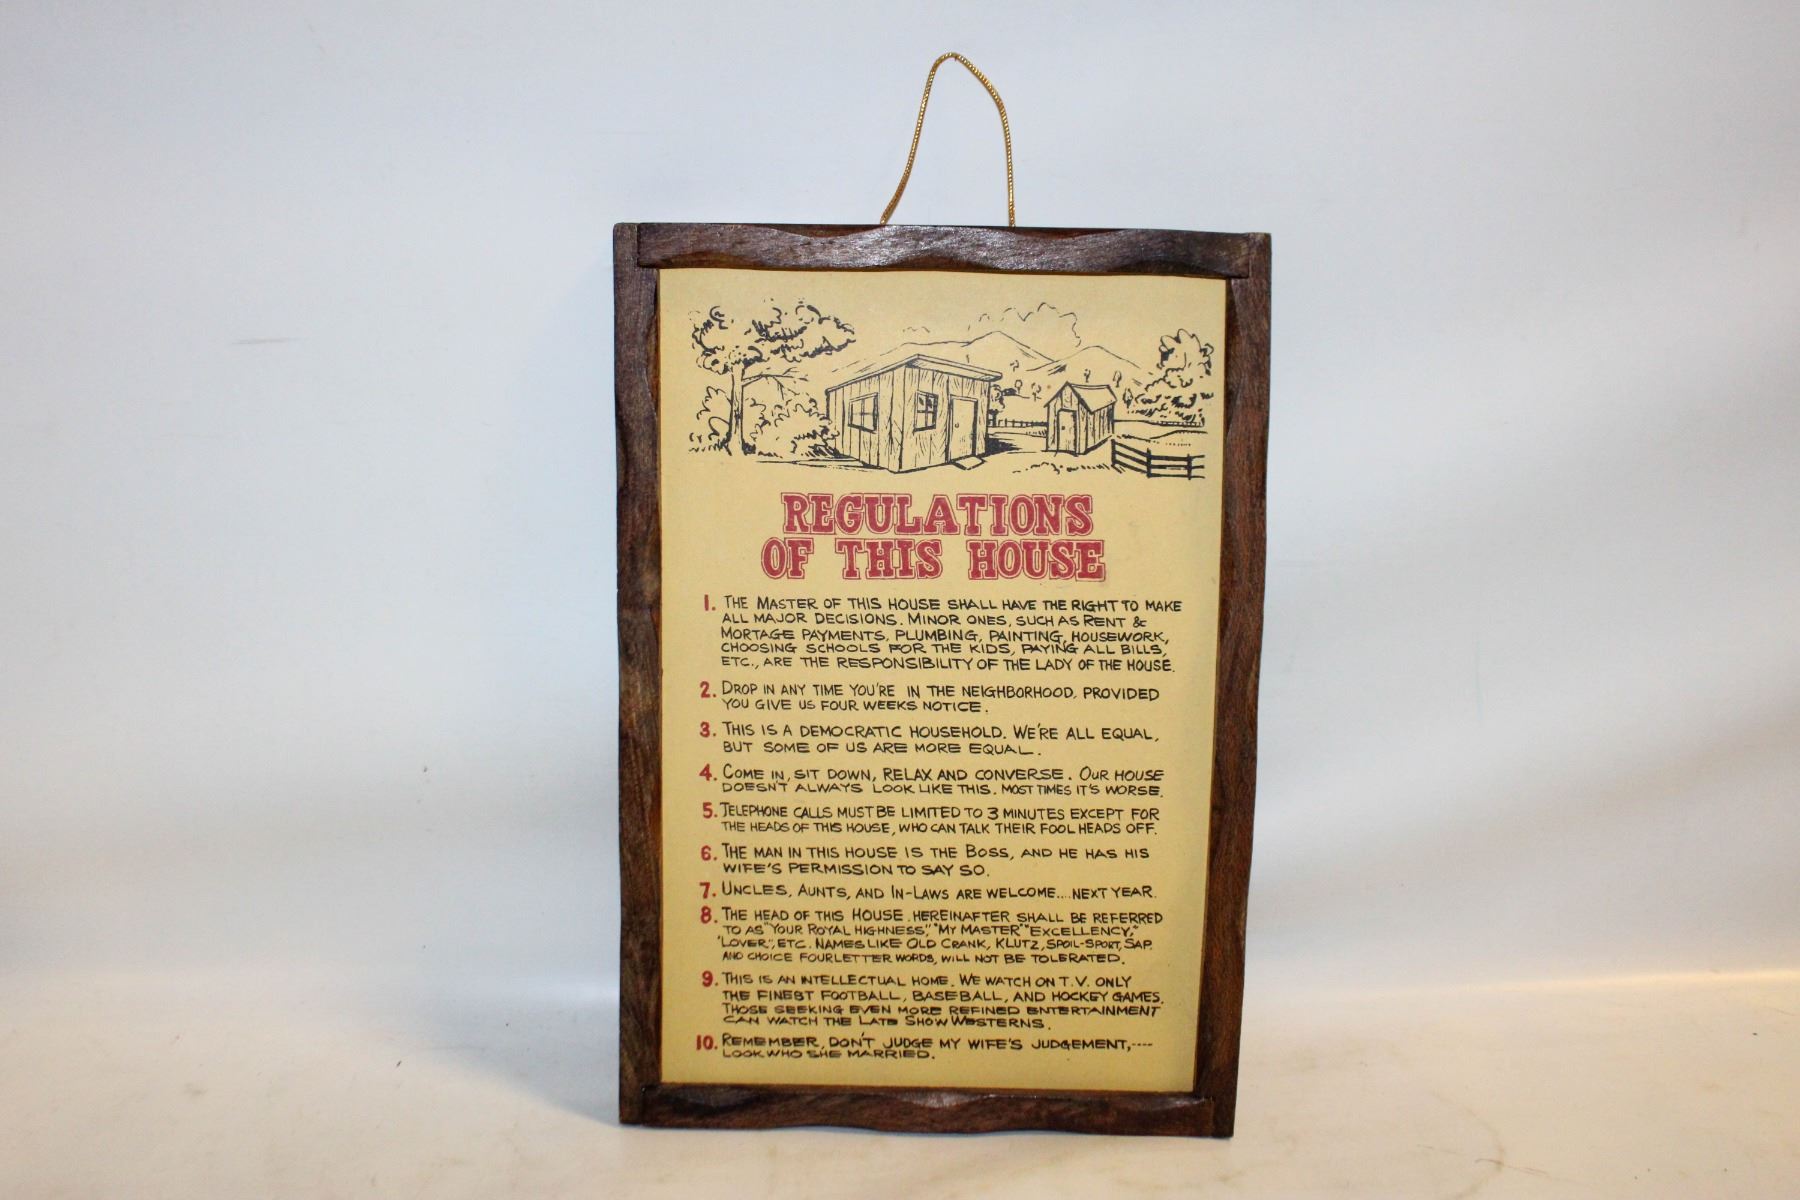 REGULATIONS
OF THIS HOUSE
1. THE MASTER OF THIS HOUSE SHALL HAVE THE RIGHT TO MAKE
ALL MAJOR DECISIONS. MINOR ONES, SUCH AS RENT &
MORTAGE PAYMENTS, PLUMBING, PAINTING, HOUSEWORK,
CHOOSING SCHOOLS FOR THE KIDS, PAYING ALL BILLS,
ETC., ARE THE RESPONSIBILITY OF THE LADY OF THE HOUSE.
2. DROP IN ANY TIME YOU'RE IN THE NEIGHBORHOOD, PROVIDED
YOU GIVE US FOUR WEEKS NOTICE.
3. THIS IS A DEMOCRATIC HOUSEHOLD. WE'RE ALL EQUAL,
BUT SOME OF US ARE MORE EQUAL.
4. COME IN, SIT DOWN, RELAX AND CONVERSE. OUR HOUSE
DOESN'T ALWAYS LOOK LIKE THIS. MOST TIMES IT'S WORSE.
5. TELEPHONE CALLS MUST BE LIMITED TO 3 MINUTES EXCEPT FOR
THE HEADS OF THIS HOUSE, WHO CAN TALK THEIR FOOL HEADS OFF.
6. THE MAN IN THIS HOUSE IS THE BOSS, AND HE HAS HIS
WIFE'S PERMISSION TO SAY SO.
7. UNCLES, AUNTS, AND IN-LAWS ARE WELCOME....NEXT YEAR.
8. THE HEAD OF THIS HOUSE, HEREINAFTER SHALL BE REFERRED
TO AS "YOUR ROYAL HIGHNESS", "MY MASTER" "EXCELLENCY,"
"LOVER", ETC. NAMES LIKE OLD CRANK, KLUTZ, SPOIL-SPORT, SAP.
AND CHOICE FOUR LETTER WORDS, WILL NOT BE TOLERATED.
9. THIS IS AN INTELLECTUAL HOME. WE WATCH ON T.V. ONLY
THE FINEST FOOTBALL, BASEBALL, AND HOCKEY GAMES.
THOSE SEEKING EVEN MORE REFINED ENTERTAINMENT
CAN WATCH THE LATE SHOW WESTERNS.
10. REMEMBER, DON'T JUDGE MY WIFE'S JUDGEMENT,----
LOOK WHO SHE MARRIED.